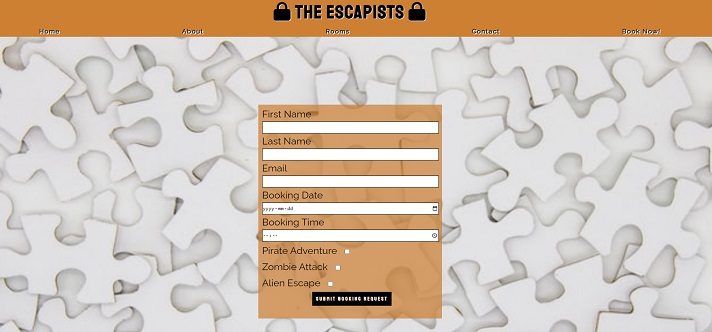 THE ESCAPISTS
Home About Rooms Contact Book Now!
First Name
Last Name
Email
Booking Date
yyyy-mm-dd
Booking Time
--:--
Pirate Adventure
Zombie Attack
Alien Escape
SUBMIT BOOKING REQUEST